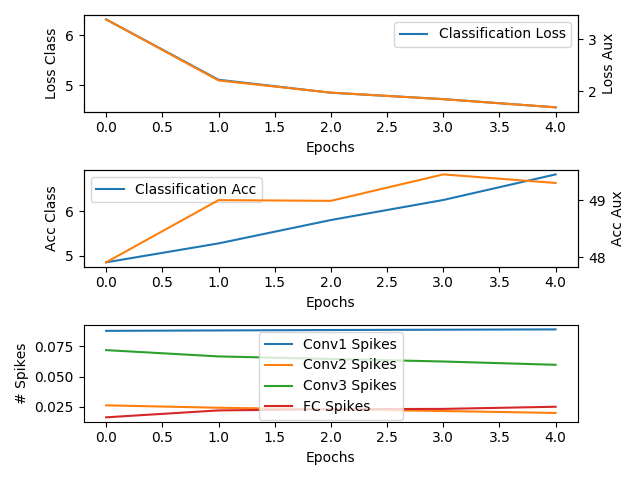 6
5
Loss Class
Classification Loss
3
2
Loss Aux
0.0 0.5 1.0 1.5 2.0 2.5 3.0 3.5 4.0
Epochs
6
5
Acc Class
Classification Acc
49
48
Acc Aux
0.0 0.5 1.0 1.5 2.0 2.5 3.0 3.5 4.0
Epochs
0.075
0.050
0.025
# Spikes
Conv1 Spikes
Conv2 Spikes
Conv3 Spikes
FC Spikes
0.0 0.5 1.0 1.5 2.0 2.5 3.0 3.5 4.0
Epochs